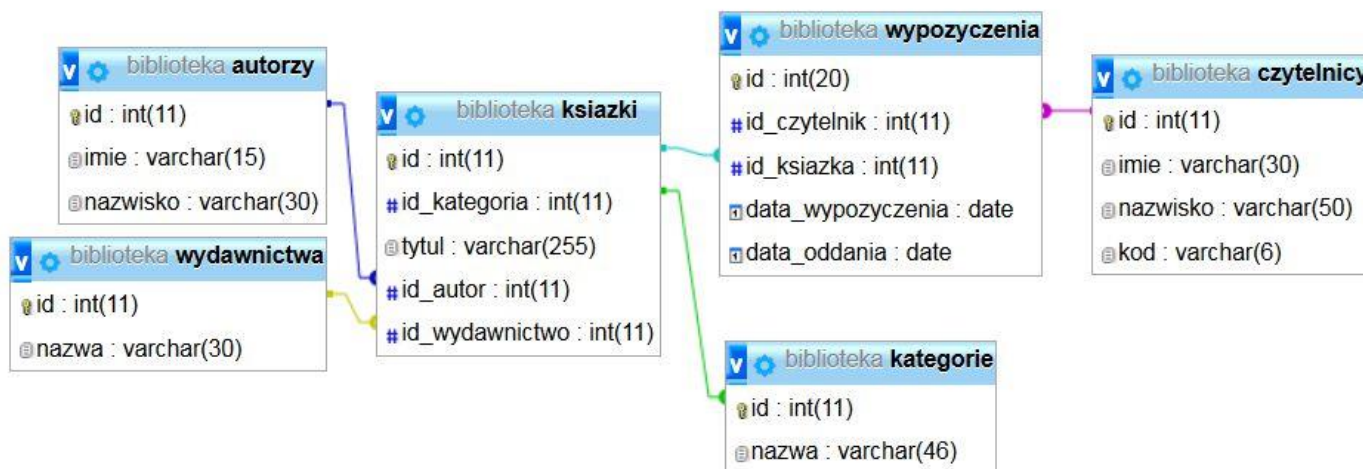 v biblioteka autorzy
id : int(11)
imie : varchar(15)
nazwisko : varchar(30)
v biblioteka wydawnictwa
id : int(11)
nazwa : varchar(30)
v biblioteka ksiazki
id : int(11)
# id_kategoria : int(11)
tytul : varchar(255)
# id_autor : int(11)
# id_wydawnictwo : int(11)
v biblioteka wypozyczenia
id : int(20)
# id_czytelnik : int(11)
# id_ksiazka : int(11)
data_wypozyczenia : date
data_oddania : date
v biblioteka czytelnicy
id : int(11)
imie : varchar(30)
nazwisko : varchar(50)
kod : varchar(6)
v biblioteka kategorie
id : int(11)
nazwa : varchar(46)